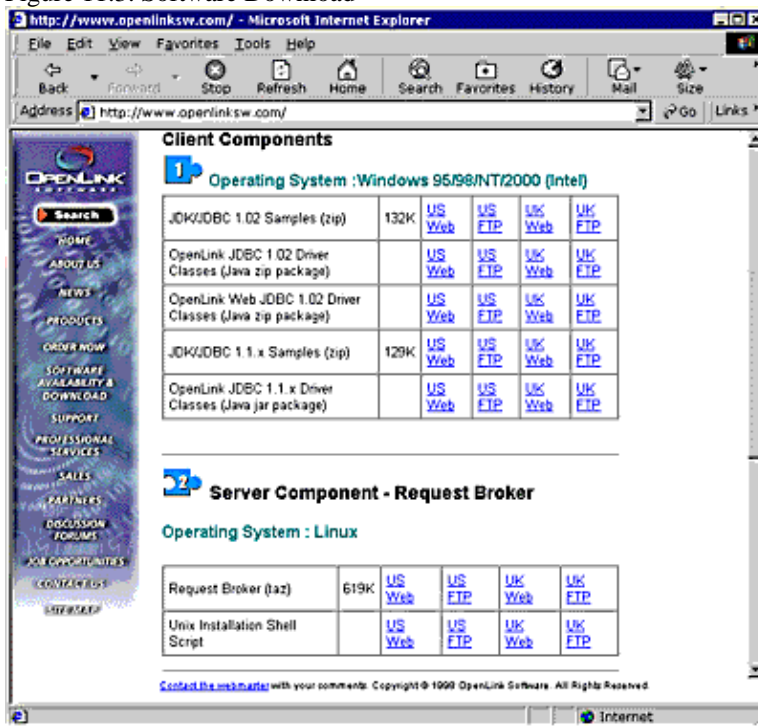 Figure 11.3. Software Download
http://www.openlinksw.com/ - Microsoft Internet Explorer
File Edit View Favorites Tools Help
Back Forward Stop Refresh Home Search Favorites History Mail Size
Address http://www.openlinksw.com/ Go Links
OPENLINK
SOFTWARE
Search
HOME
ABOUT US
NEWS
PRODUCTS
ORDER NOW
SOFTWARE
AVAILABILITY &
DOWNLOAD
SUPPORT
PROFESSIONAL
SERVICES
SALES
PARTNERS
DISCUSSION
FORUMS
JOB OPPORTUNITIES
CONTACT US
Client Components
1 Operating System :Windows 95/98/NT/2000 (Intel)
JDK/JDBC 1.02 Samples (zip) 132K US Web US FTP UK Web UK FTP
OpenLink JDBC 1.02 Driver
Classes (Java zip package) US Web US FTP UK Web UK FTP
OpenLink Web JDBC 1.02 Driver
Classes (Java zip package) US Web US FTP UK Web UK FTP
JDK/JDBC 1.1.x Samples (zip) 129K US Web US FTP UK Web UK FTP
OpenLink JDBC 1.1.x Driver
Classes (Java jar package) US Web US FTP UK Web UK FTP
2 Server Component - Request Broker
Operating System : Linux
Request Broker (taz) 619K US Web US FTP UK Web UK FTP
Unix Installation Shell
Script US Web US FTP UK Web UK FTP
Contact the webmaster with your comments. Copyright © 1998 OpenLink Software. All Rights Reserved.
Internet